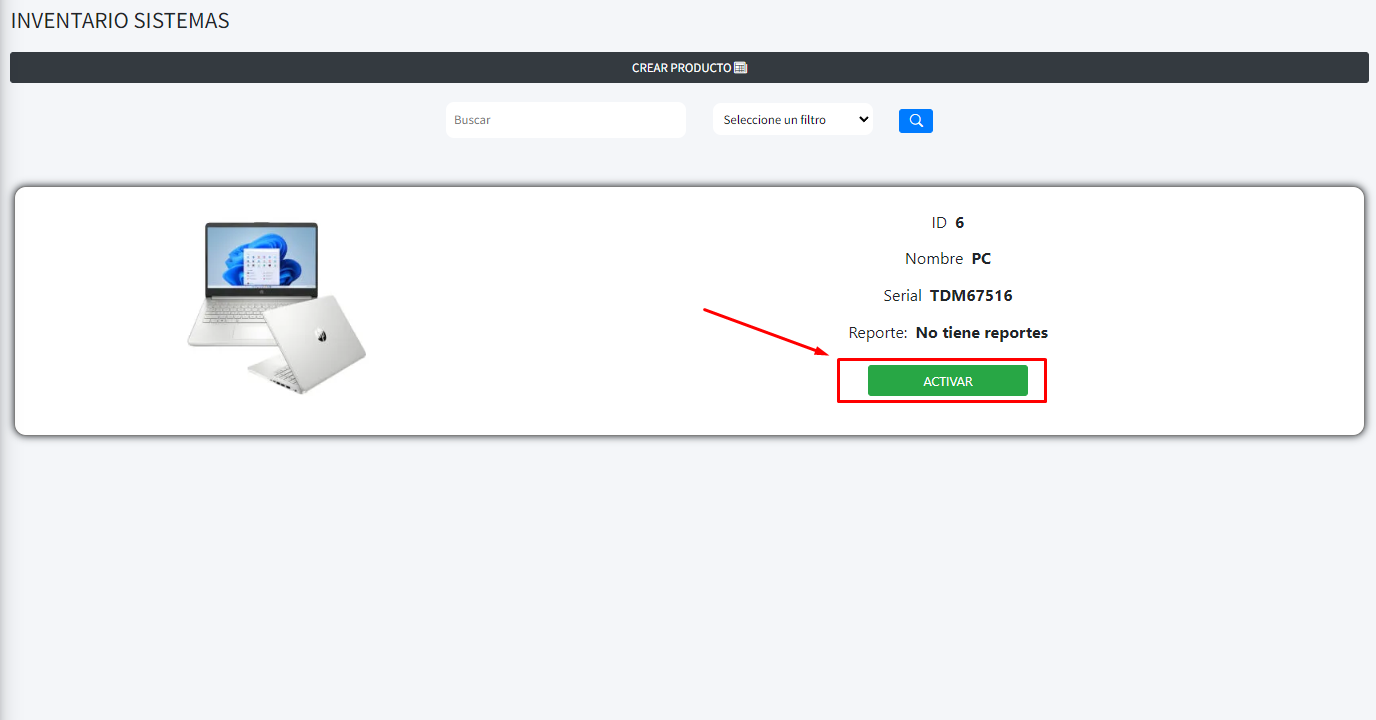 INVENTARIO SISTEMAS
CREAR PRODUCTO
Buscar
Seleccione un filtro
ID 6
Nombre PC
Serial TDM67516
Reporte: No tiene reportes
ACTIVAR